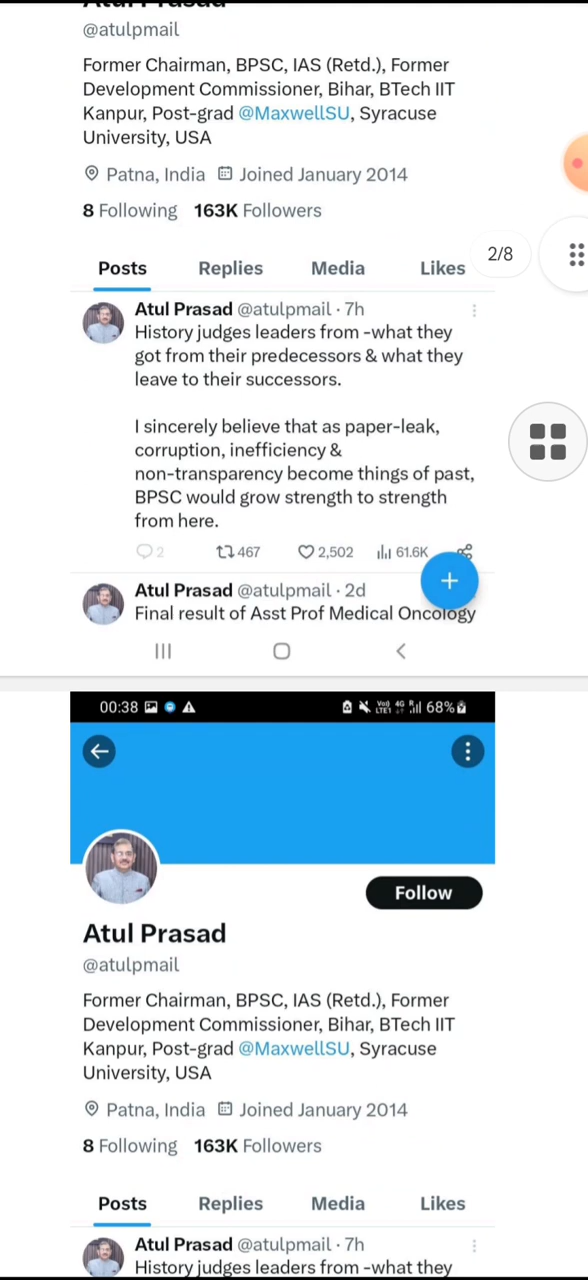 Atul Prasad
@atulpmail
Former Chairman, BPSC, IAS (Retd.), Former
Development Commissioner, Bihar, BTech IIT
Kanpur, Post-grad @MaxwellSU, Syracuse
University, USA
Patna, India Joined January 2014
8 Following 163K Followers
2/8
Posts Replies Media Likes
Atul Prasad @atulpmail · 7h
History judges leaders from -what they
got from their predecessors & what they
leave to their successors.
I sincerely believe that as paper-leak,
corruption, inefficiency &
non-transparency become things of past,
BPSC would grow strength to strength
from here.
2 467 2,502 61.6K
Atul Prasad @atulpmail · 2d
Final result of Asst Prof Medical Oncology
00:38 Vo) LTE1 4G R 68%
Follow
Atul Prasad
@atulpmail
Former Chairman, BPSC, IAS (Retd.), Former
Development Commissioner, Bihar, BTech IIT
Kanpur, Post-grad @MaxwellSU, Syracuse
University, USA
Patna, India Joined January 2014
8 Following 163K Followers
Posts Replies Media Likes
Atul Prasad @atulpmail · 7h
History judges leaders from -what they